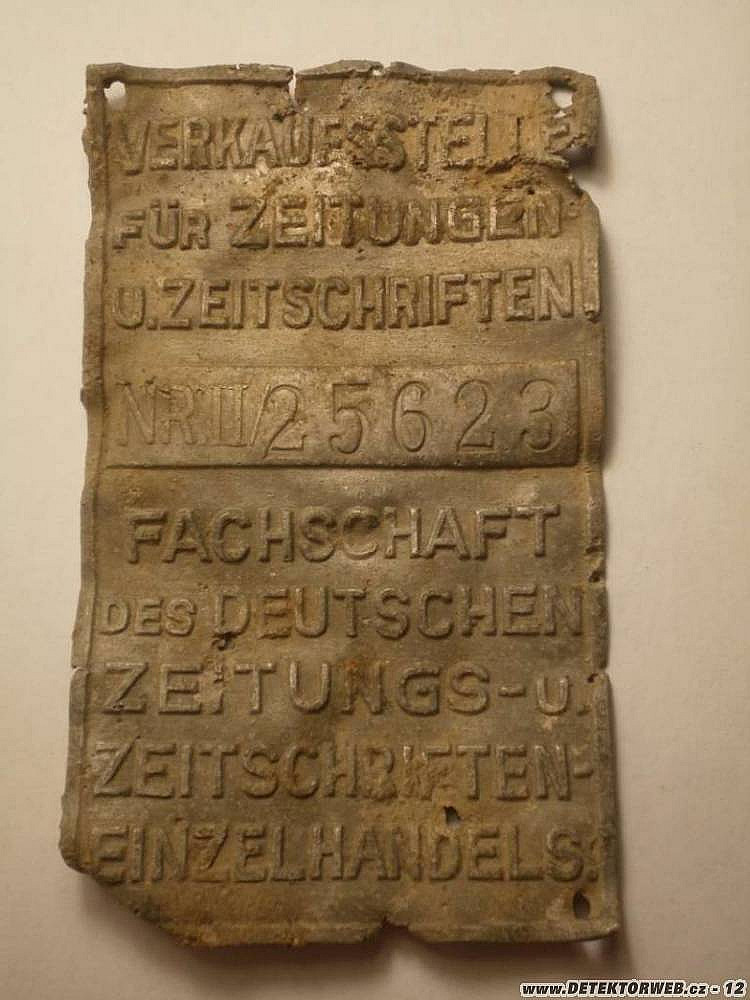 VERKAUFSSTELLE
FÜR ZEITUNGEN
U. ZEITSCHRIFTEN
NR. II/25623
FACHSCHAFT
DES DEUTSCHEN
ZEITUNGS- U.
ZEITSCHRIFTEN-
EINZELHANDELS.
www.DETEKTORWEB.cz - 12